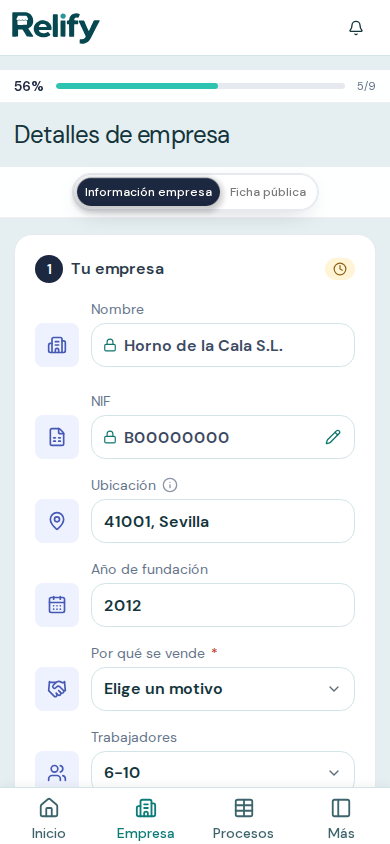 Relify
56%
5/9
Detalles de empresa
Información empresa
Ficha pública
1
Tu empresa
Nombre
Horno de la Cala S.L.
NIF
B00000000
Ubicación
41001, Sevilla
Año de fundación
2012
Por qué se vende *
Elige un motivo
Trabajadores
6-10
Inicio
Empresa
Procesos
Más